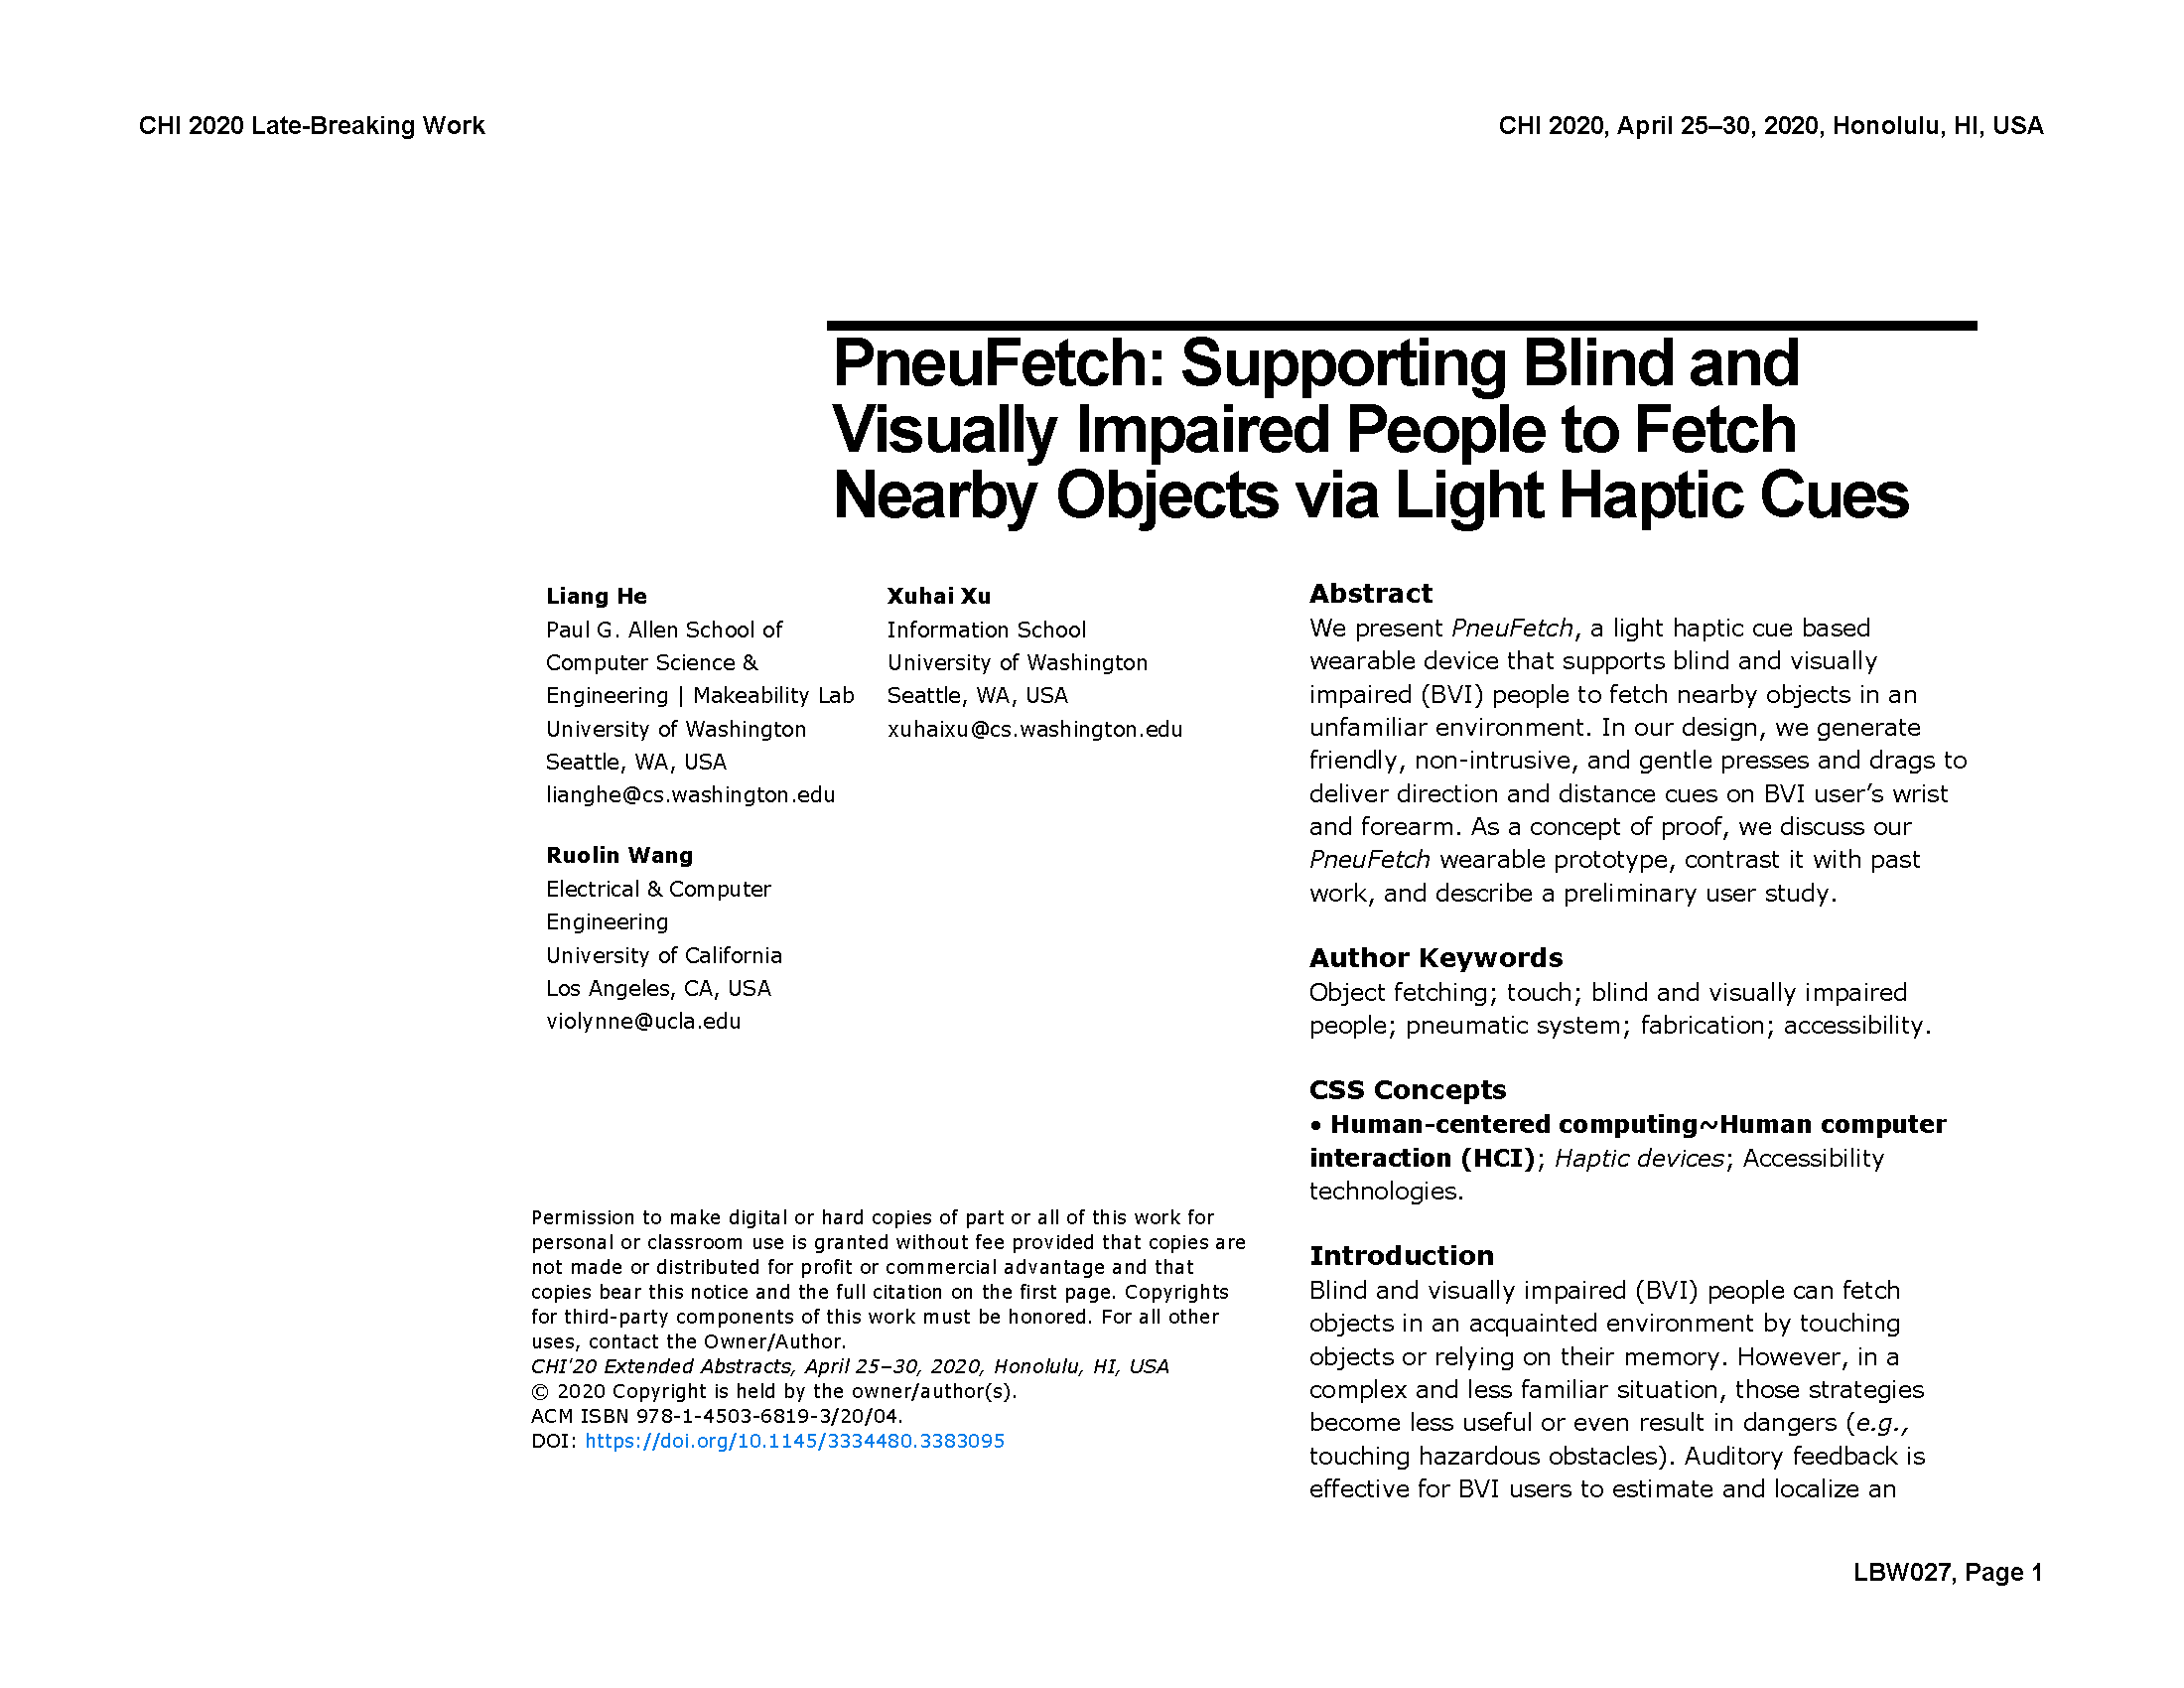 CHI 2020 Late-Breaking Work
CHI 2020, April 25–30, 2020, Honolulu, HI, USA
PneuFetch: Supporting Blind and
Visually Impaired People to Fetch
Nearby Objects via Light Haptic Cues
Liang He
Paul G. Allen School of
Computer Science &
Engineering | Makeability Lab
University of Washington
Seattle, WA, USA
lianghe@cs.washington.edu
Xuhai Xu
Information School
University of Washington
Seattle, WA, USA
xuhaixu@cs.washington.edu
Ruolin Wang
Electrical & Computer
Engineering
University of California
Los Angeles, CA, USA
violynne@ucla.edu
Permission to make digital or hard copies of part or all of this work for
personal or classroom use is granted without fee provided that copies are
not made or distributed for profit or commercial advantage and that
copies bear this notice and the full citation on the first page. Copyrights
for third-party components of this work must be honored. For all other
uses, contact the Owner/Author.
CHI'20 Extended Abstracts, April 25–30, 2020, Honolulu, HI, USA
© 2020 Copyright is held by the owner/author(s).
ACM ISBN 978-1-4503-6819-3/20/04.
DOI: https://doi.org/10.1145/3334480.3383095
Abstract
We present PneuFetch, a light haptic cue based
wearable device that supports blind and visually
impaired (BVI) people to fetch nearby objects in an
unfamiliar environment. In our design, we generate
friendly, non-intrusive, and gentle presses and drags to
deliver direction and distance cues on BVI user’s wrist
and forearm. As a concept of proof, we discuss our
PneuFetch wearable prototype, contrast it with past
work, and describe a preliminary user study.
Author Keywords
Object fetching; touch; blind and visually impaired
people; pneumatic system; fabrication; accessibility.
CSS Concepts
• Human-centered computing~Human computer
interaction (HCI); Haptic devices; Accessibility
technologies.
Introduction
Blind and visually impaired (BVI) people can fetch
objects in an acquainted environment by touching
objects or relying on their memory. However, in a
complex and less familiar situation, those strategies
become less useful or even result in dangers (e.g.,
touching hazardous obstacles). Auditory feedback is
effective for BVI users to estimate and localize an
LBW027, Page 1